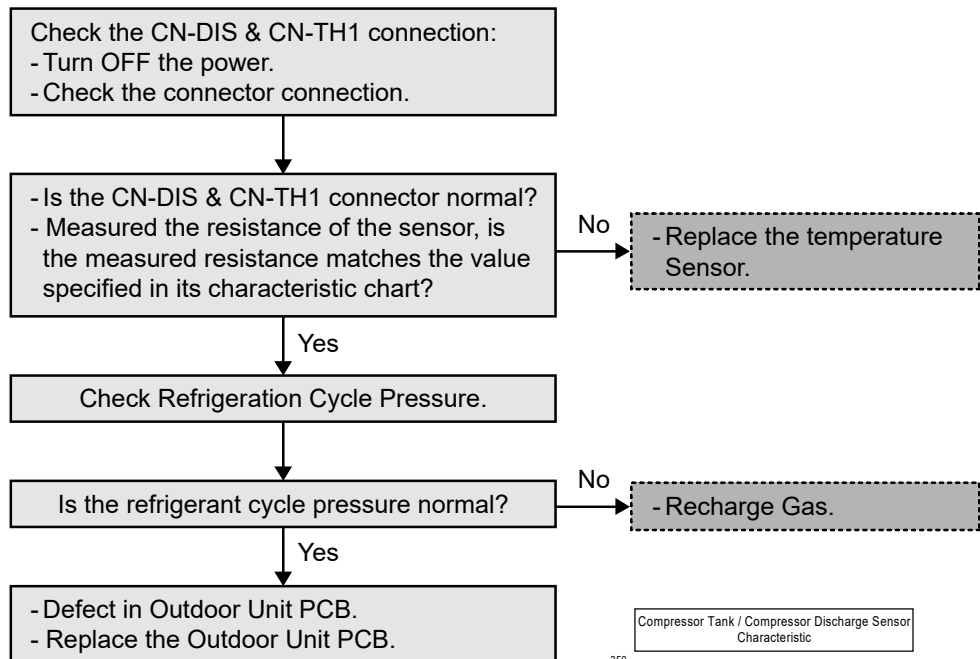 Check the CN-DIS & CN-TH1 connection:
- Turn OFF the power.
- Check the connector connection.
- Is the CN-DIS & CN-TH1 connector normal?
- Measured the resistance of the sensor, is
the measured resistance matches the value
specified in its characteristic chart?
No
- Replace the temperature
Sensor.
Yes
Check Refrigeration Cycle Pressure.
Is the refrigerant cycle pressure normal?
No
- Recharge Gas.
Yes
- Defect in Outdoor Unit PCB.
- Replace the Outdoor Unit PCB.
Compressor Tank / Compressor Discharge Sensor
Characteristic